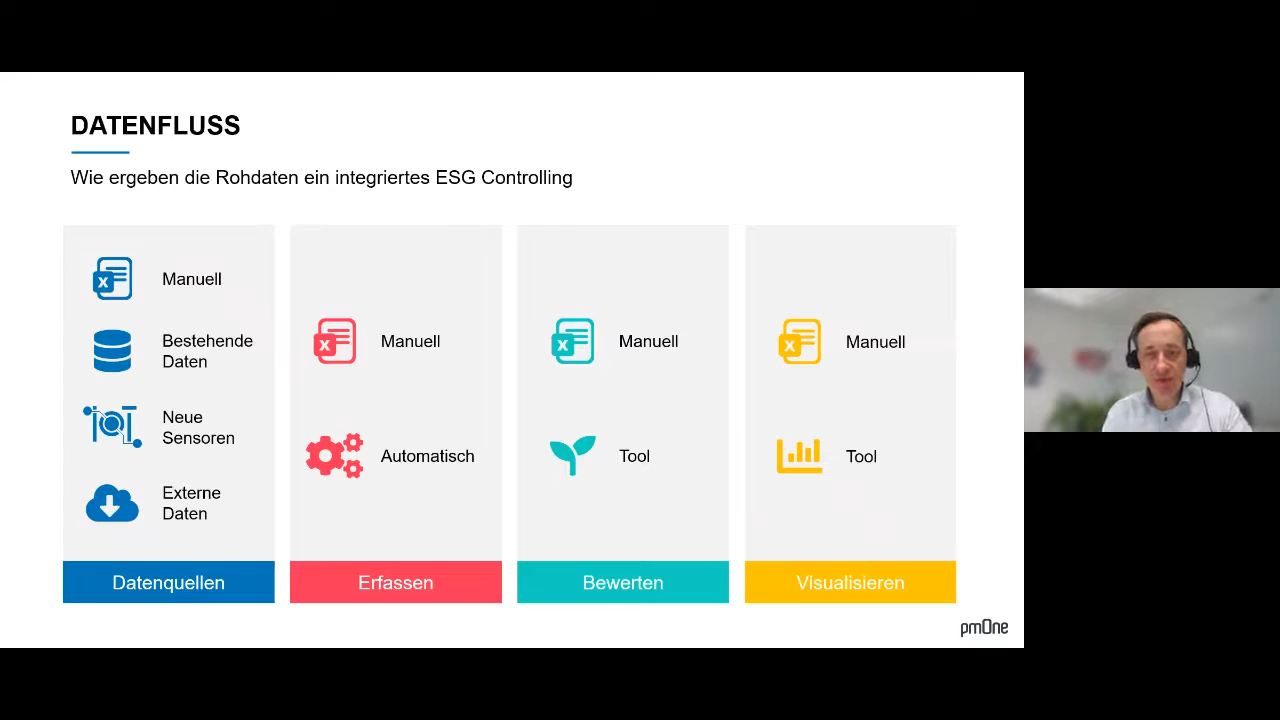 DATENFLUSS
Wie ergeben die Rohdaten ein integriertes ESG Controlling
Manuell
Bestehende
Daten
Neue
Sensoren
Externe
Daten
Datenquellen
Manuell
Automatisch
Erfassen
Manuell
Tool
Bewerten
Manuell
Tool
Visualisieren
pmOne